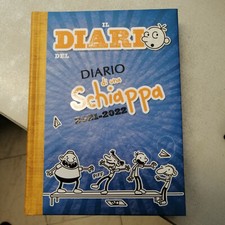 IL
DIARIO
DEL
DIARIO
di una
Schiappa
2021-2022